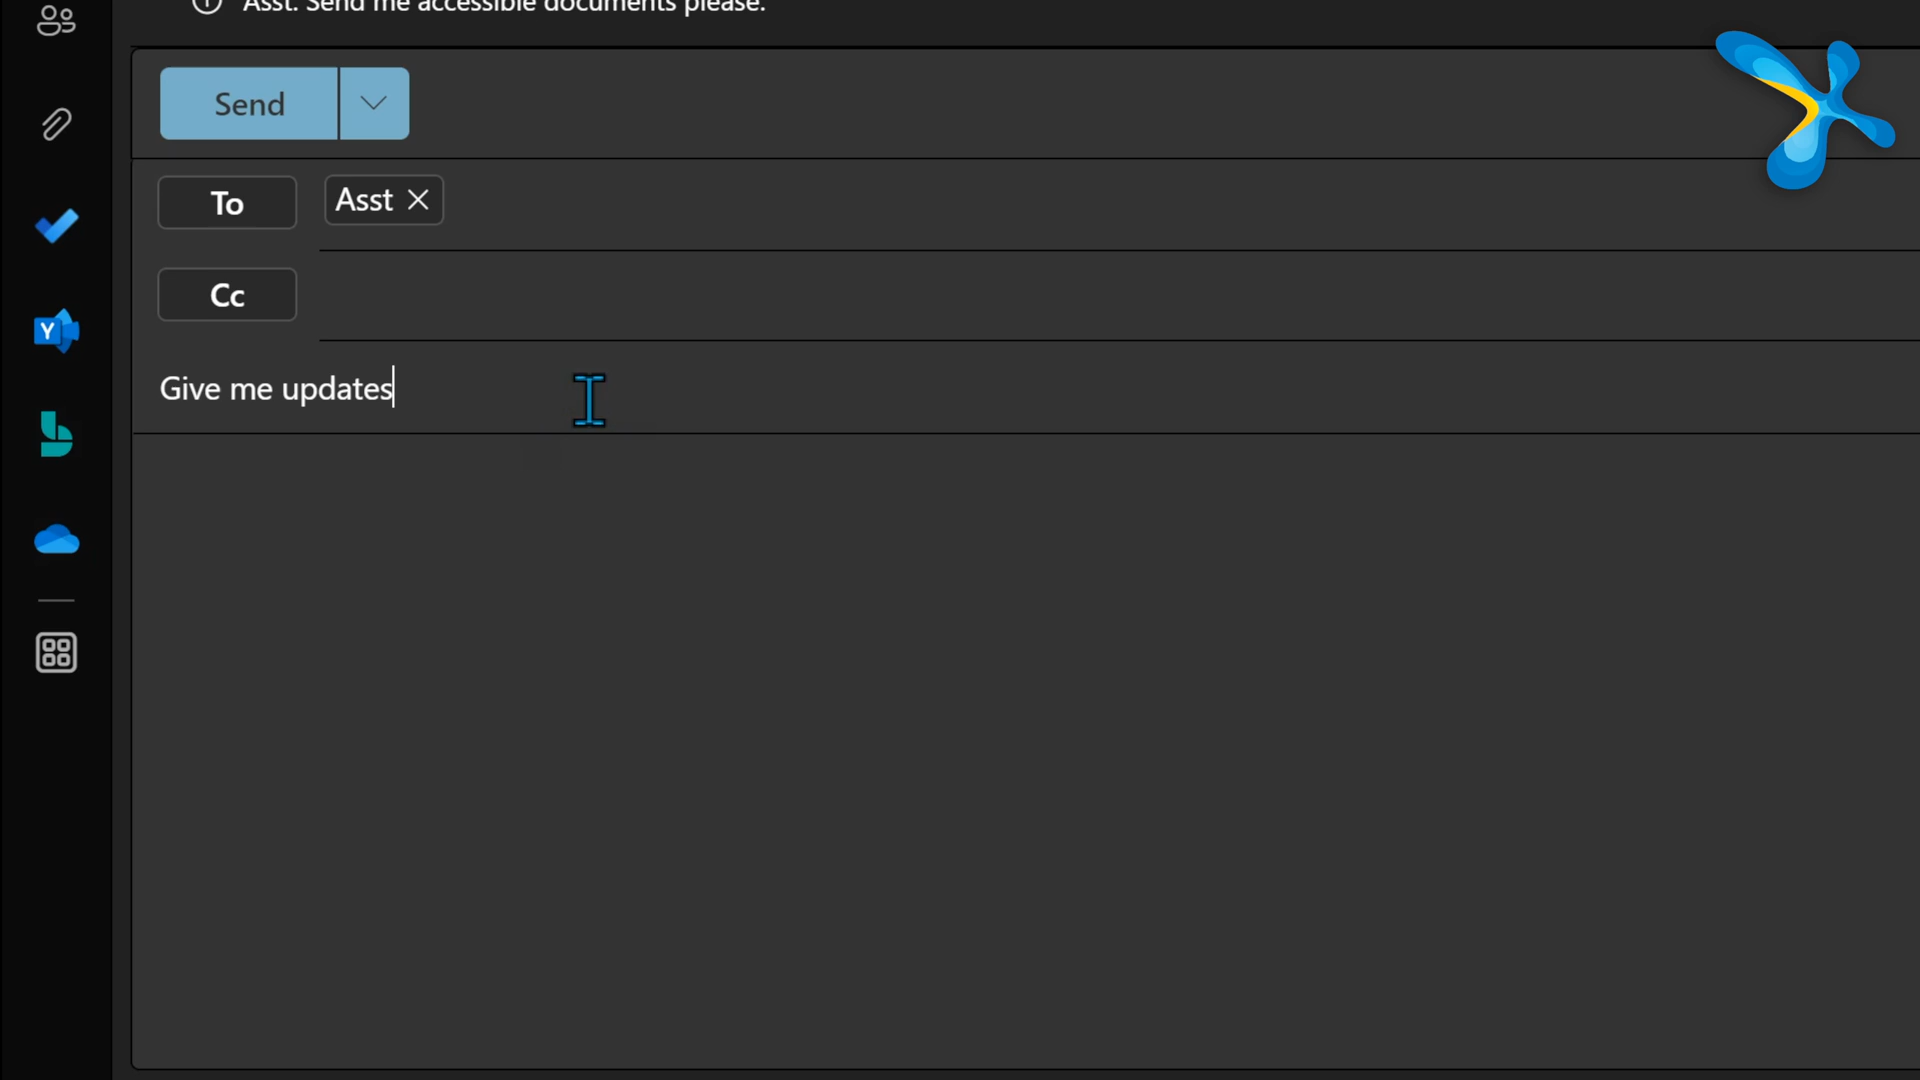 Asst. Send me accessible documents please.
Send
To
Asst
Cc
Give me updates
Y
b